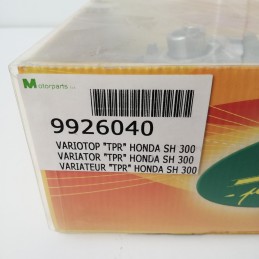 Motorparts
9926040
VARIOTOP "TPR" HONDA SH 300
VARIATOR "TPR" HONDA SH 300
VARIATEUR "TPR" HONDA SH 300